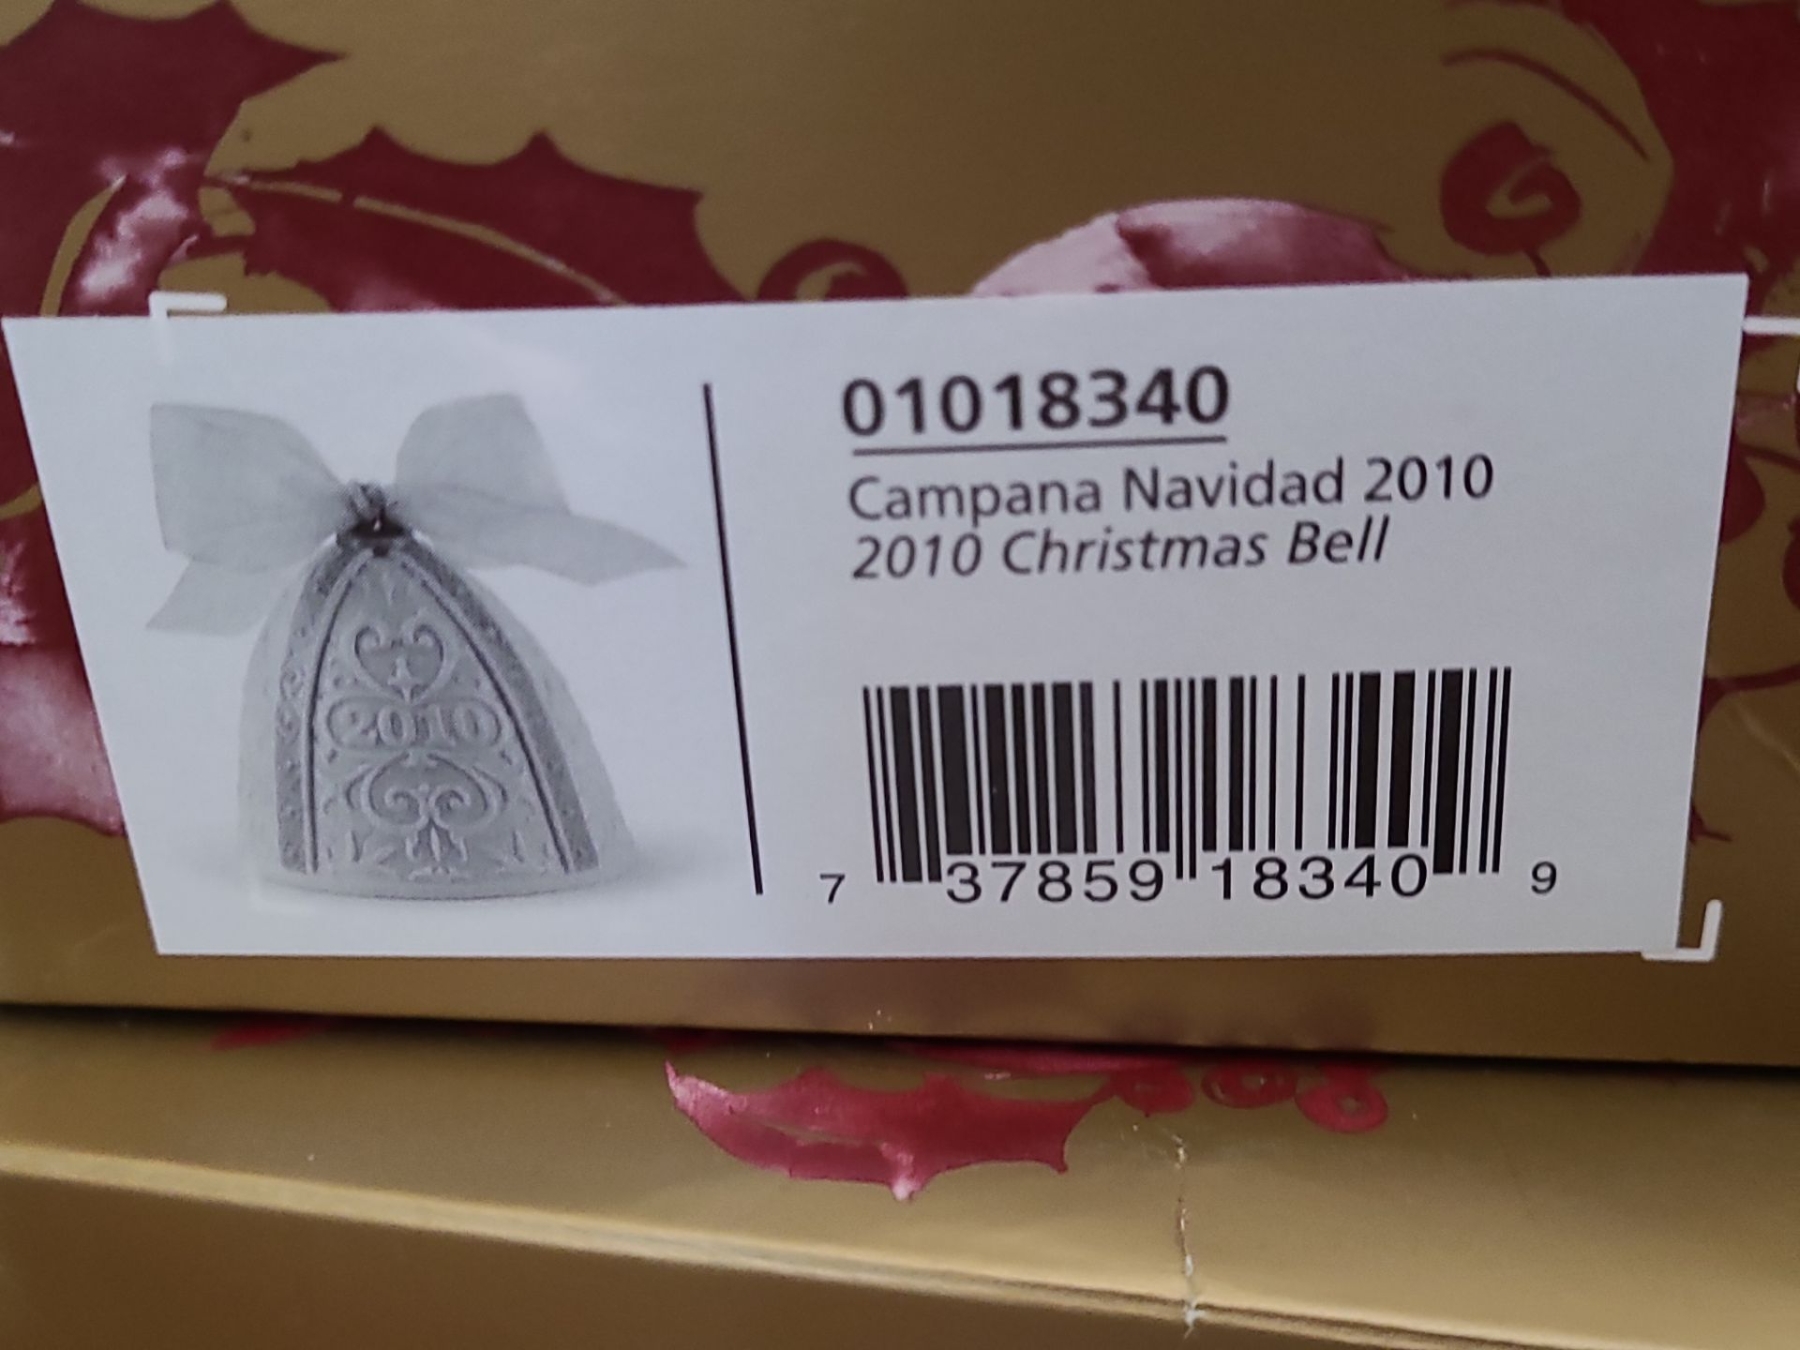 01018340
Campana Navidad 2010
2010 Christmas Bell
2010
7 37859 18340 9